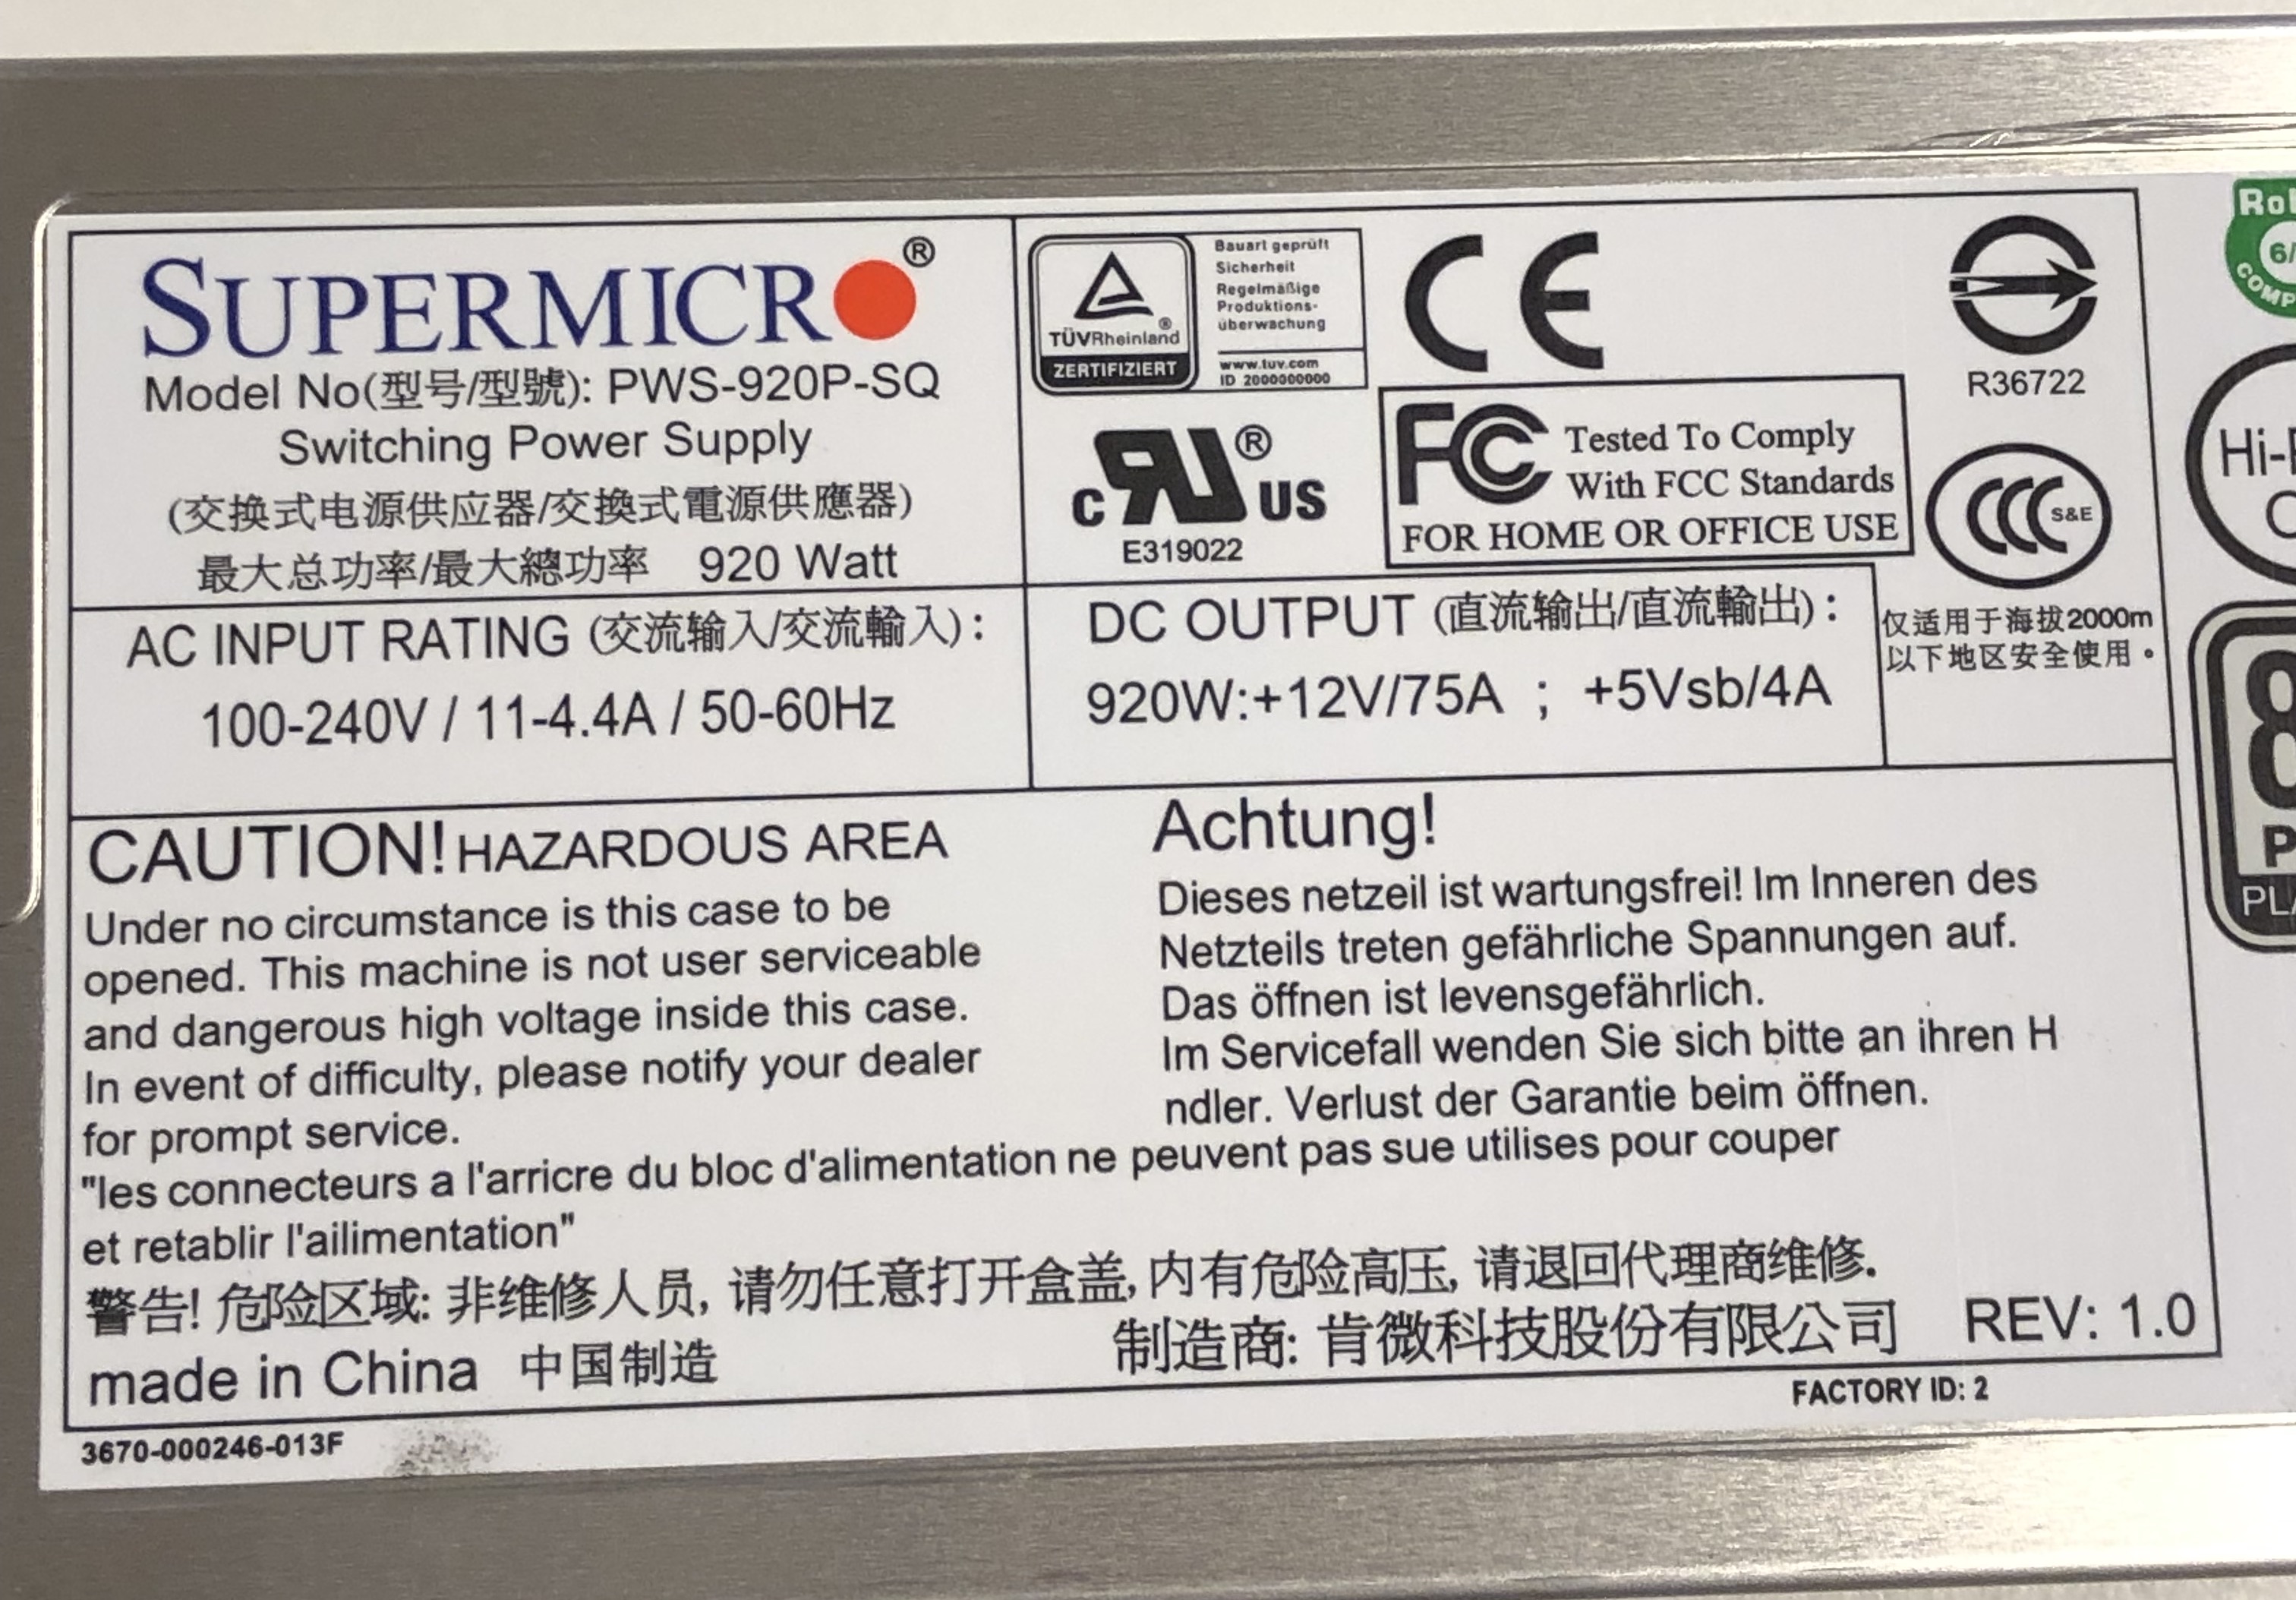 SUPERMICR®
Model No(型号/型號): PWS-920P-SQ
Switching Power Supply
(交换式电源供应器/交換式電源供應器)
最大总功率/最大總功率 920 Watt
AC INPUT RATING (交流输入/交流輸入):
100-240V / 11-4.4A / 50-60Hz
TÜVRheinland®
ZERTIFIZIERT
Bauart geprüft
Sicherheit
Regelmäßige
Produktions-
überwachung
www.tuv.com
ID 2000000000
CE
R36722
c RU ® US
E319022
FC Tested To Comply
With FCC Standards
FOR HOME OR OFFICE USE
CCC S&E
DC OUTPUT (直流输出/直流輸出):
920W:+12V/75A ; +5Vsb/4A
仅适用于海拔2000m
以下地区安全使用。
CAUTION! HAZARDOUS AREA
Under no circumstance is this case to be
opened. This machine is not user serviceable
and dangerous high voltage inside this case.
In event of difficulty, please notify your dealer
for prompt service.
Achtung!
Dieses netzeil ist wartungsfrei! Im Inneren des
Netzteils treten gefährliche Spannungen auf.
Das öffnen ist levensgefährlich.
Im Servicefall wenden Sie sich bitte an ihren H
ndler. Verlust der Garantie beim öffnen.
"les connecteurs a l'arricre du bloc d'alimentation ne peuvent pas sue utilises pour couper
et retablir l'ailimentation"
警告! 危险区域: 非维修人员, 请勿任意打开盒盖, 内有危险高压, 请退回代理商维修.
made in China 中国制造
制造商: 肯微科技股份有限公司 REV: 1.0
FACTORY ID: 2
3670-000246-013F